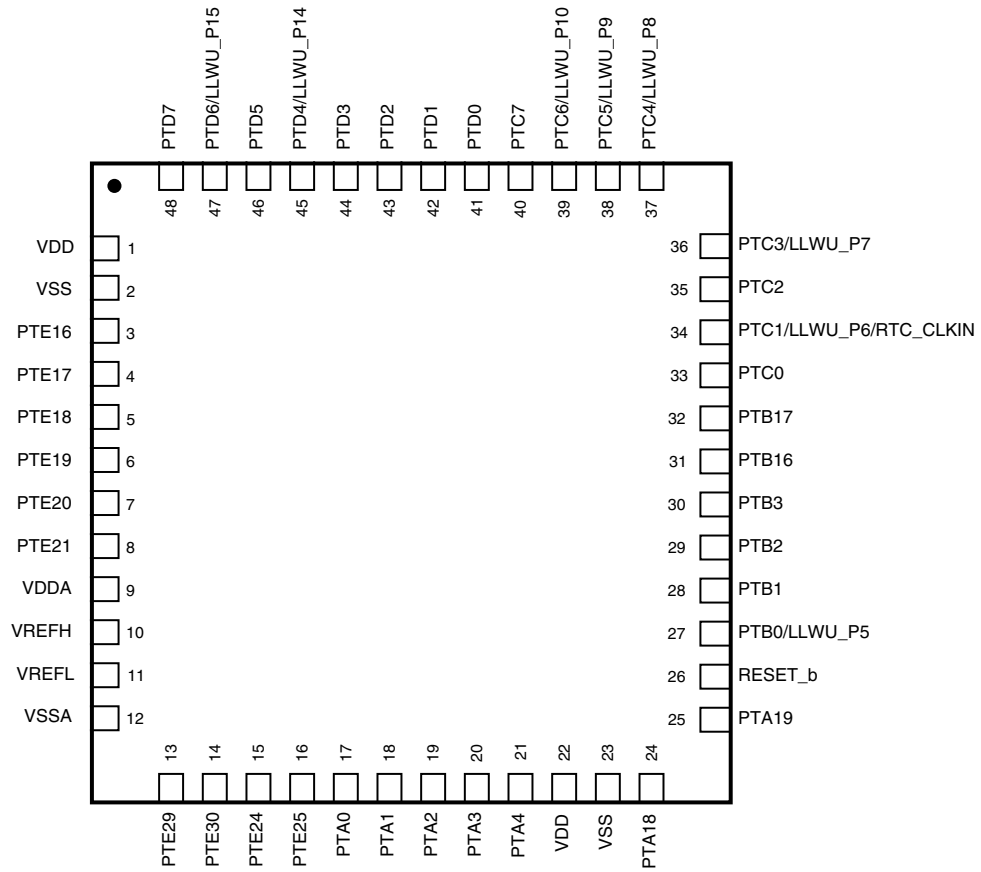 PTD7
PTD6/LLWU_P15
PTD5
PTD4/LLWU_P14
PTD3
PTD2
PTD1
PTD0
PTC7
PTC6/LLWU_P10
PTC5/LLWU_P9
PTC4/LLWU_P8
48
47
46
45
44
43
42
41
40
39
38
37
VDD 1
VSS 2
PTE16 3
PTE17 4
PTE18 5
PTE19 6
PTE20 7
PTE21 8
VDDA 9
VREFH 10
VREFL 11
VSSA 12
36 PTC3/LLWU_P7
35 PTC2
34 PTC1/LLWU_P6/RTC_CLKIN
33 PTC0
32 PTB17
31 PTB16
30 PTB3
29 PTB2
28 PTB1
27 PTB0/LLWU_P5
26 RESET_b
25 PTA19
13
14
15
16
17
18
19
20
21
22
23
24
PTE29
PTE30
PTE24
PTE25
PTA0
PTA1
PTA2
PTA3
PTA4
VDD
VSS
PTA18